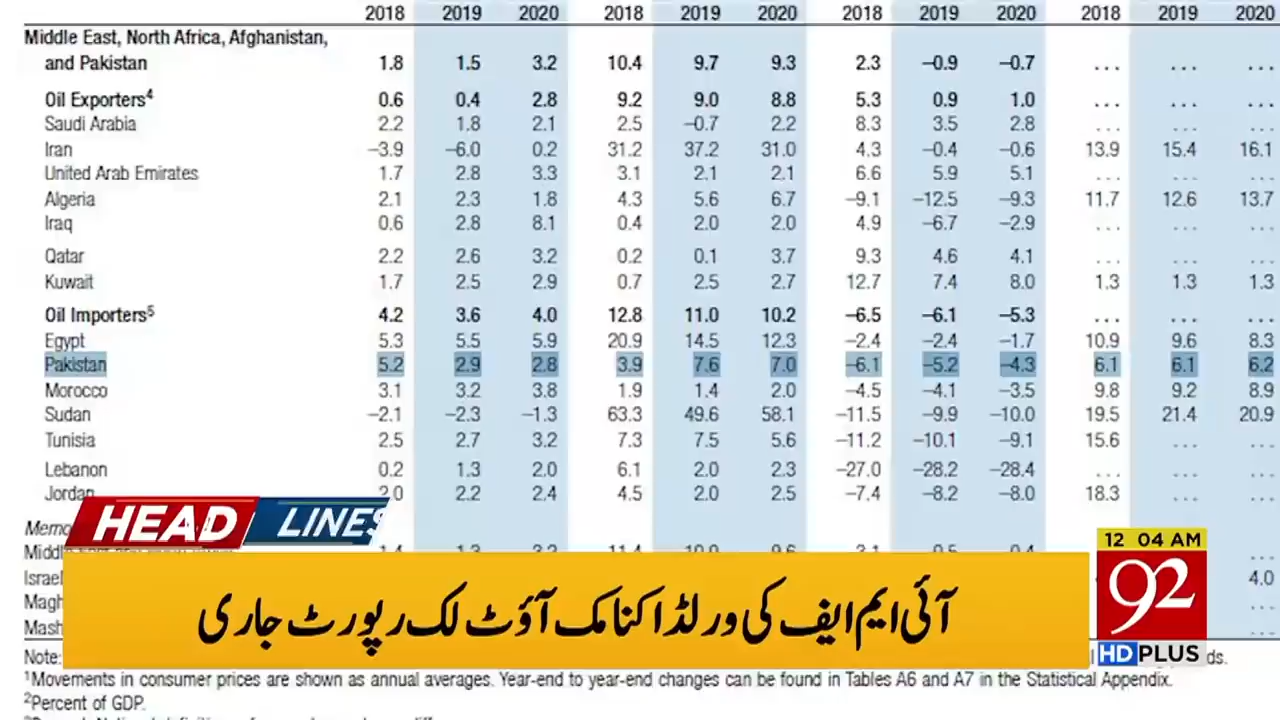 2018 2019 2020 2018 2019 2020 2018 2019 2020 2018 2019 2020
Middle East, North Africa, Afghanistan,
and Pakistan 1.8 1.5 3.2 10.4 9.7 9.3 2.3 –0.9 –0.7 ... ... ...
Oil Exporters4 0.6 0.4 2.8 9.2 9.0 8.8 5.3 0.9 1.0 ... ... ...
Saudi Arabia 2.2 1.8 2.1 2.5 –0.7 2.2 8.3 3.5 2.8 ... ... ...
Iran –3.9 –6.0 0.2 31.2 37.2 31.0 4.3 –0.4 –0.6 13.9 15.4 16.1
United Arab Emirates 1.7 2.8 3.3 3.1 2.1 2.1 6.6 5.9 5.1 ... ... ...
Algeria 2.1 2.3 1.8 4.3 5.6 6.7 –9.1 –12.5 –9.3 11.7 12.6 13.7
Iraq 0.6 2.8 8.1 0.4 2.0 2.0 4.9 –6.7 –2.9 ... ... ...
Qatar 2.2 2.6 3.2 0.2 0.1 3.7 9.3 4.6 4.1 ... ... ...
Kuwait 1.7 2.5 2.9 0.7 2.5 2.7 12.7 7.4 8.0 1.3 1.3 1.3
Oil Importers5 4.2 3.6 4.0 12.8 11.0 10.2 –6.5 –6.1 –5.3 ... ... ...
Egypt 5.3 5.5 5.9 20.9 14.5 12.3 –2.4 –2.4 –1.7 10.9 9.6 8.3
Pakistan 5.2 2.9 2.8 3.9 7.6 7.0 –6.1 –5.2 –4.3 6.1 6.1 6.2
Morocco 3.1 3.2 3.8 1.9 1.4 2.0 –4.5 –4.1 –3.5 9.8 9.2 8.9
Sudan –2.1 –2.3 –1.3 63.3 49.6 58.1 –11.5 –9.9 –10.0 19.5 21.4 20.9
Tunisia 2.5 2.7 3.2 7.3 7.5 5.6 –11.2 –10.1 –9.1 15.6 ... ...
Lebanon 0.2 1.3 2.0 6.1 2.0 2.3 –27.0 –28.2 –28.4 ... ... ...
Jordan 2.0 2.2 2.4 4.5 2.0 2.5 –7.4 –8.2 –8.0 18.3 ... ...
HEAD LINES
12 04 AM
Israel 4.0
آئی ایم ایف کی ورلڈ اکنامک آؤٹ لک رپورٹ جاری
92
HD PLUS
Note:
1Movements in consumer prices are shown as annual averages. Year-end to year-end changes can be found in Tables A6 and A7 in the Statistical Appendix.
2Percent of GDP.